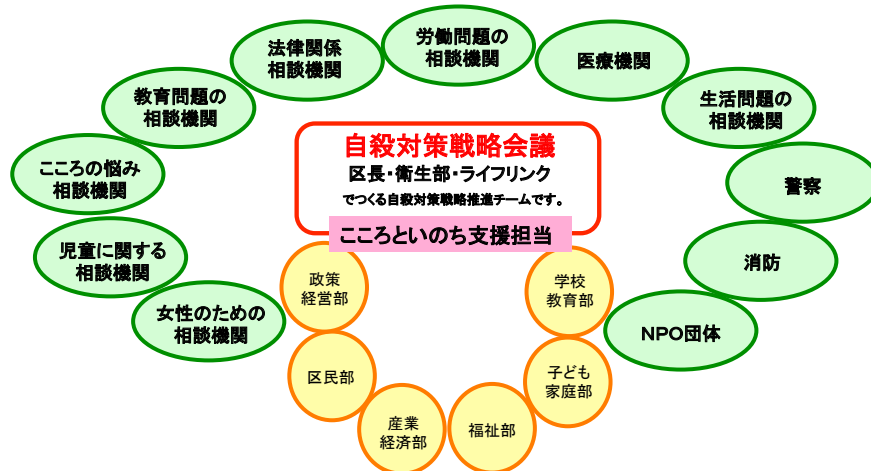 労働問題の
相談機関
法律関係
相談機関
医療機関
教育問題の
相談機関
生活問題の
相談機関
こころの悩み
相談機関
警察
児童に関する
相談機関
消防
女性のための
相談機関
NPO団体
自殺対策戦略会議
区長・衛生部・ライフリンク
でつくる自殺対策戦略推進チームです。
こころといのち支援担当
政策
経営部
学校
教育部
区民部
子ども
家庭部
産業
経済部
福祉部